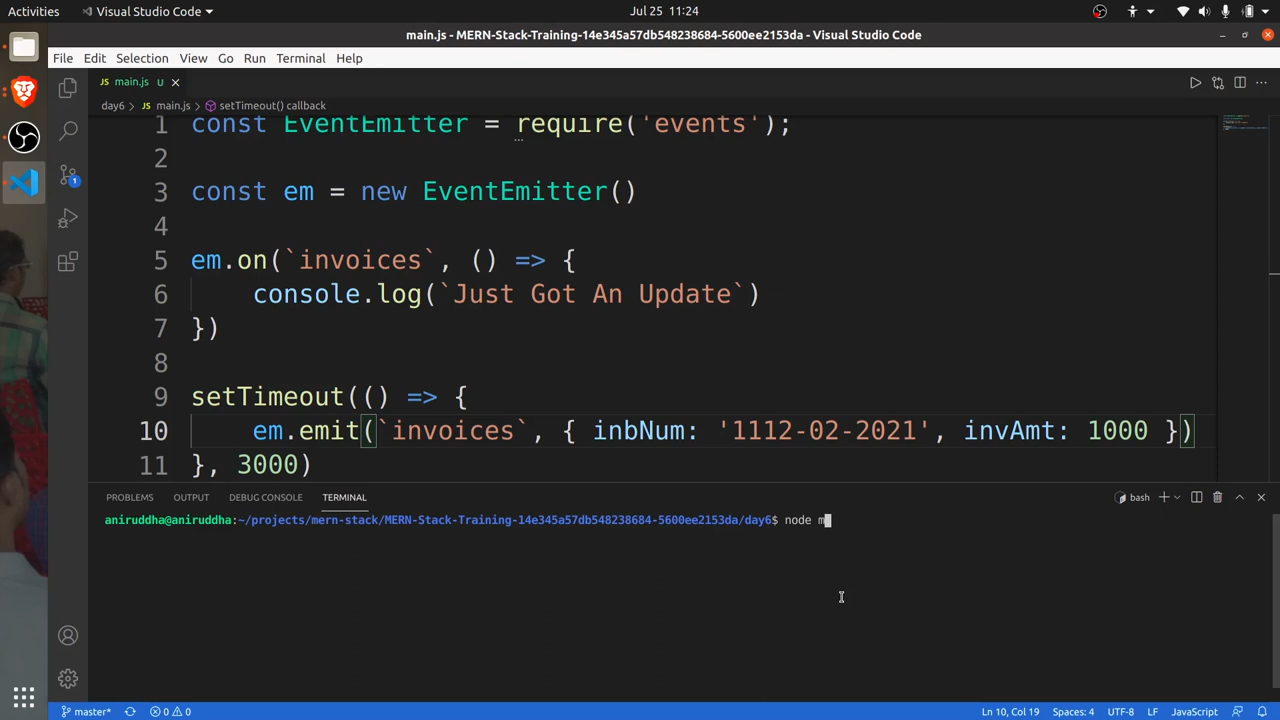 Activities
Visual Studio Code
Jul 25 11:24
main.js - MERN-Stack-Training-14e345a57db548238684-5600ee2153da - Visual Studio Code
File Edit Selection View Go Run Terminal Help
JS main.js U
day6 > JS main.js > setTimeout() callback
1 const EventEmitter = require('events');
2
3 const em = new EventEmitter()
4
5 em.on(`invoices`, () => {
6 console.log(`Just Got An Update`)
7 })
8
9 setTimeout(() => {
10 em.emit(`invoices`, { inbNum: '1112-02-2021', invAmt: 1000 })
11 }, 3000)
1
PROBLEMS OUTPUT DEBUG CONSOLE TERMINAL
bash
aniruddha@aniruddha:~/projects/mern-stack/MERN-Stack-Training-14e345a57db548238684-5600ee2153da/day6$ node m
master* 0 0
Ln 10, Col 19 Spaces: 4 UTF-8 LF JavaScript